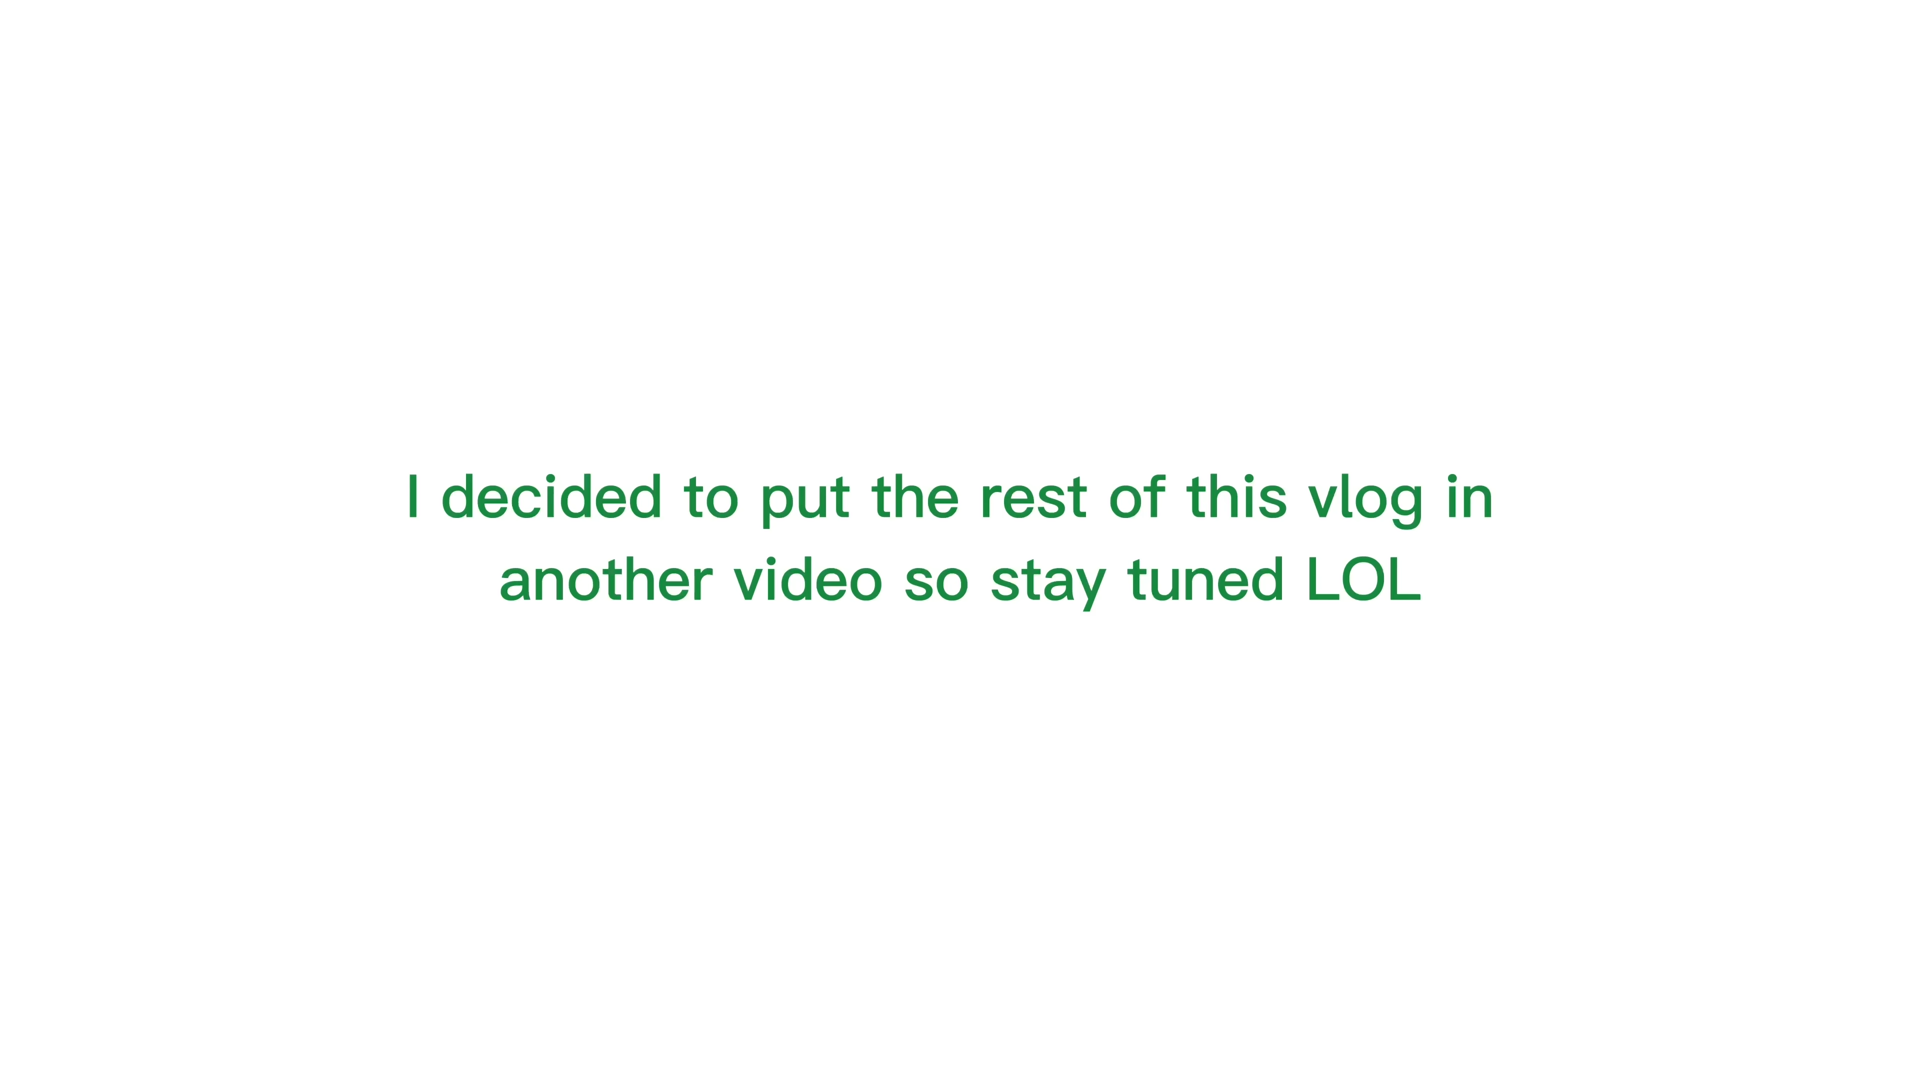 I decided to put the rest of this vlog in
another video so stay tuned LOL